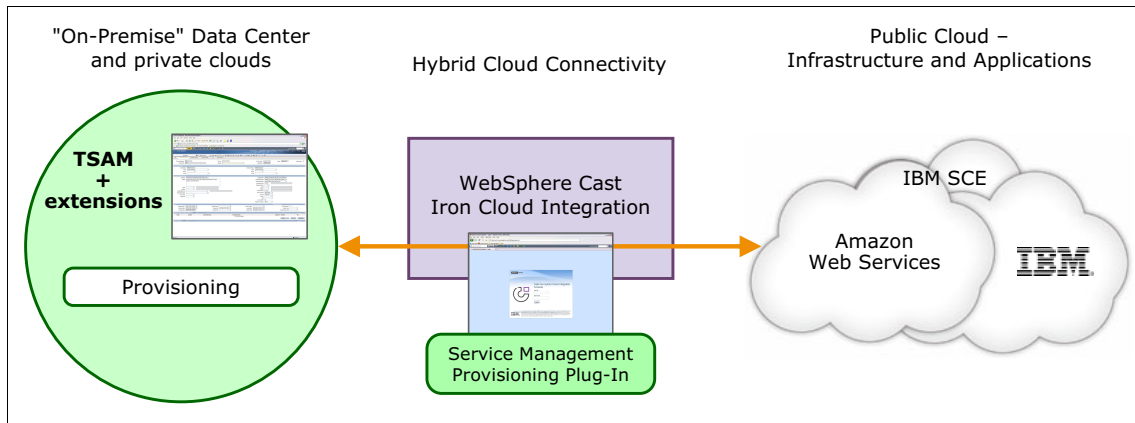 "On-Premise" Data Center
and private clouds
Hybrid Cloud Connectivity
Public Cloud –
Infrastructure and Applications
TSAM
+
extensions
Provisioning
WebSphere Cast
Iron Cloud Integration
Service Management
Provisioning Plug-In
IBM SCE
Amazon
Web Services
IBM.